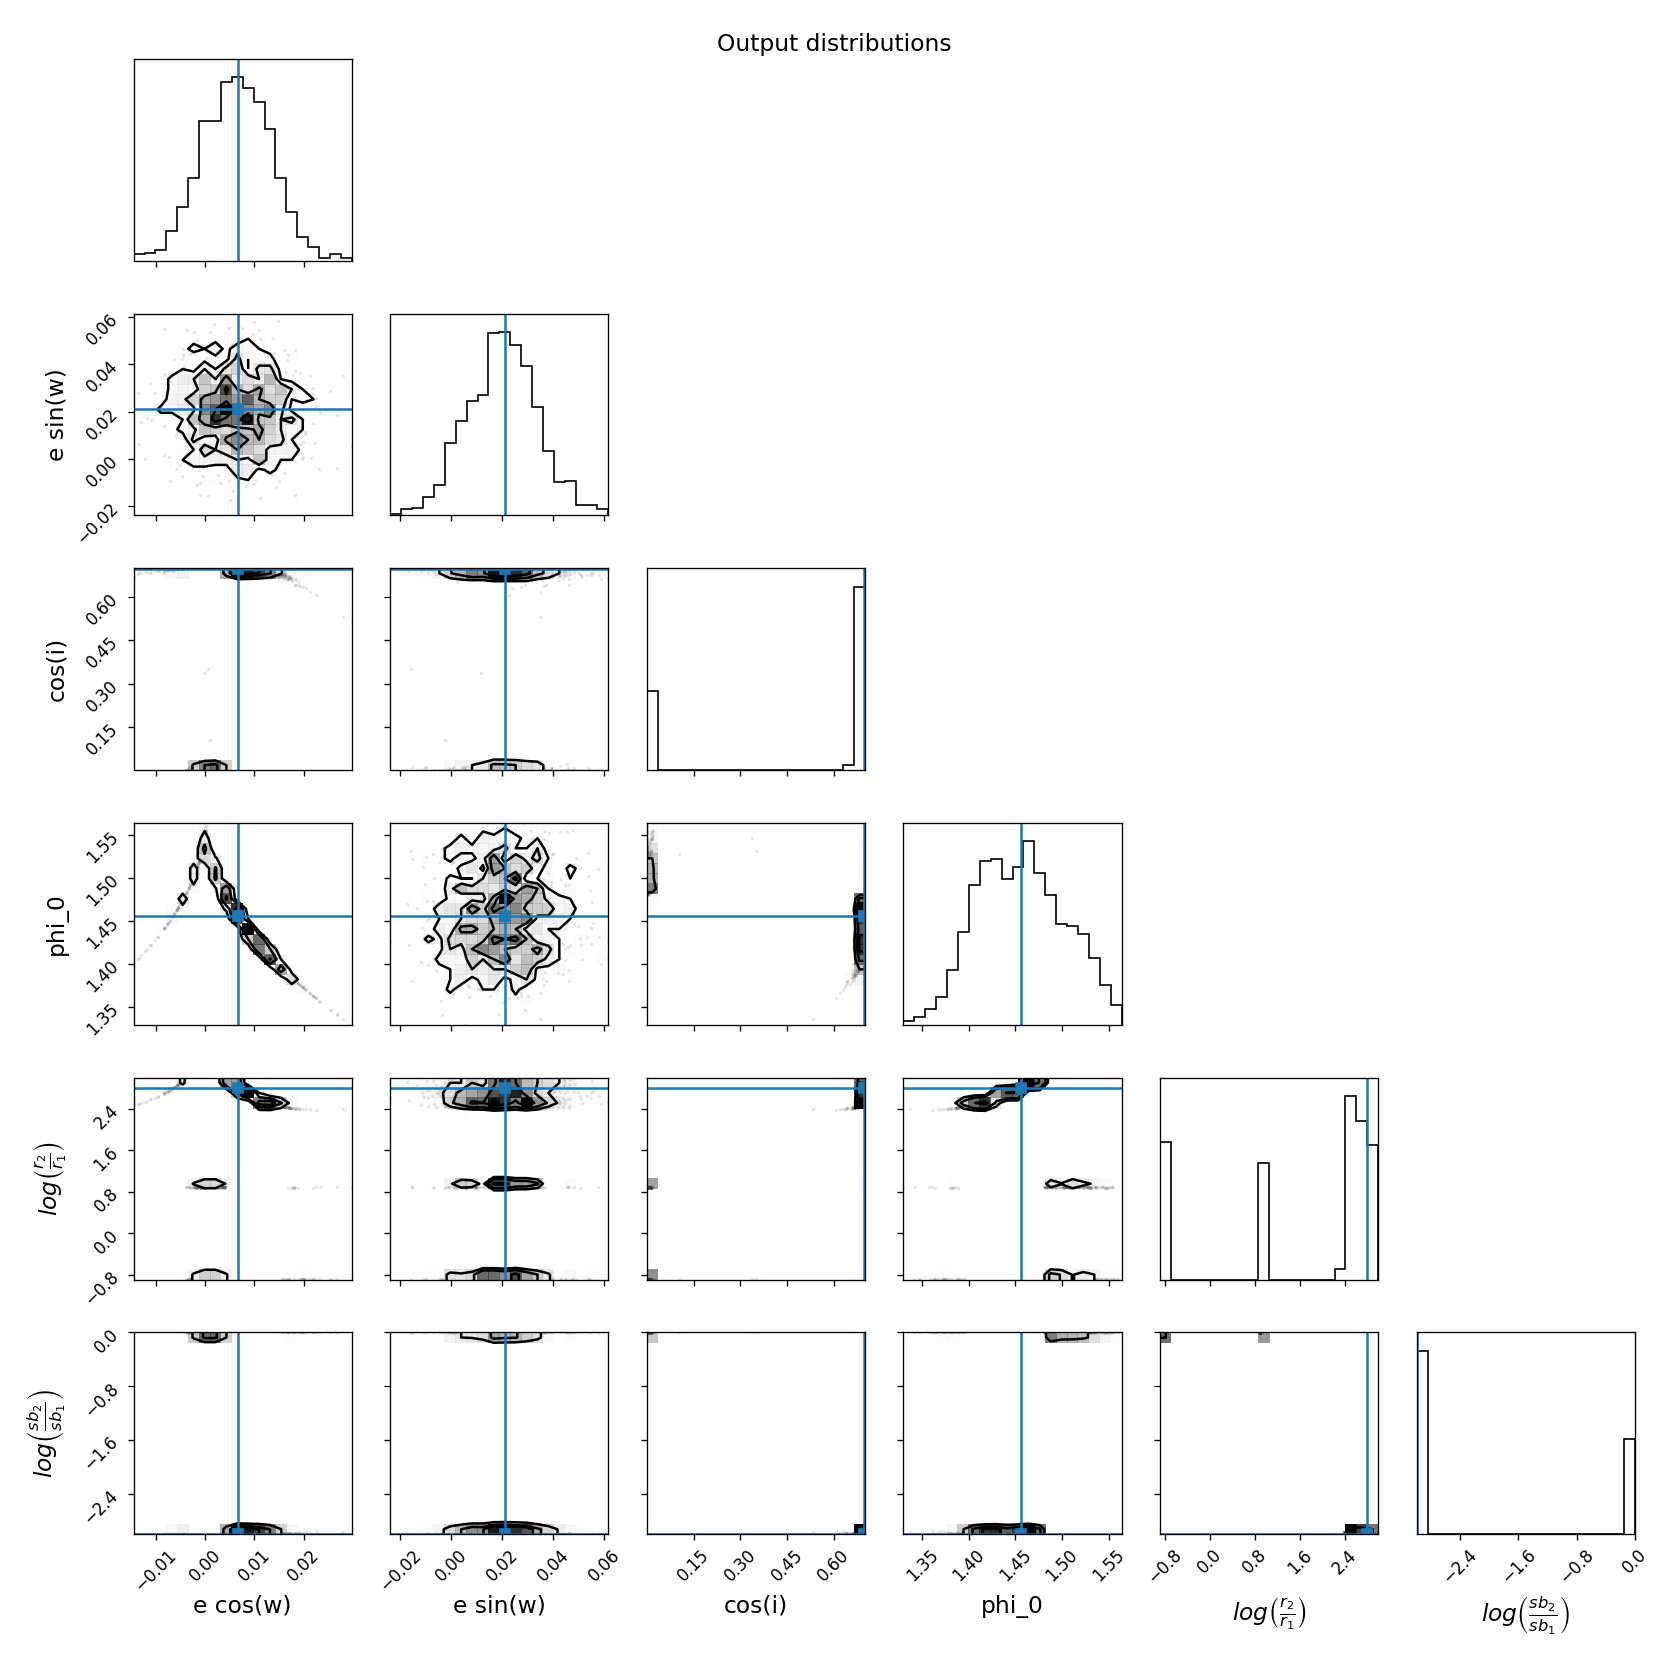 Output distributions
0.06
0.04
0.02
0.00
−0.02
e sin(w)
0.60
0.45
0.30
0.15
cos(i)
1.55
1.50
1.45
1.40
1.35
phi_0
2.4
1.6
0.8
0.0
−0.8
log(r₂/r₁)
0.0
−0.8
−1.6
−2.4
log(sb₂/sb₁)
−0.01 0.00 0.01 0.02
−0.02 0.00 0.02 0.04 0.06
0.15 0.30 0.45 0.60
1.35 1.40 1.45 1.50 1.55
−0.8 0.0 0.8 1.6 2.4
−2.4 −1.6 −0.8 0.0
e cos(w) e sin(w) cos(i) phi_0 log(r₂/r₁) log(sb₂/sb₁)